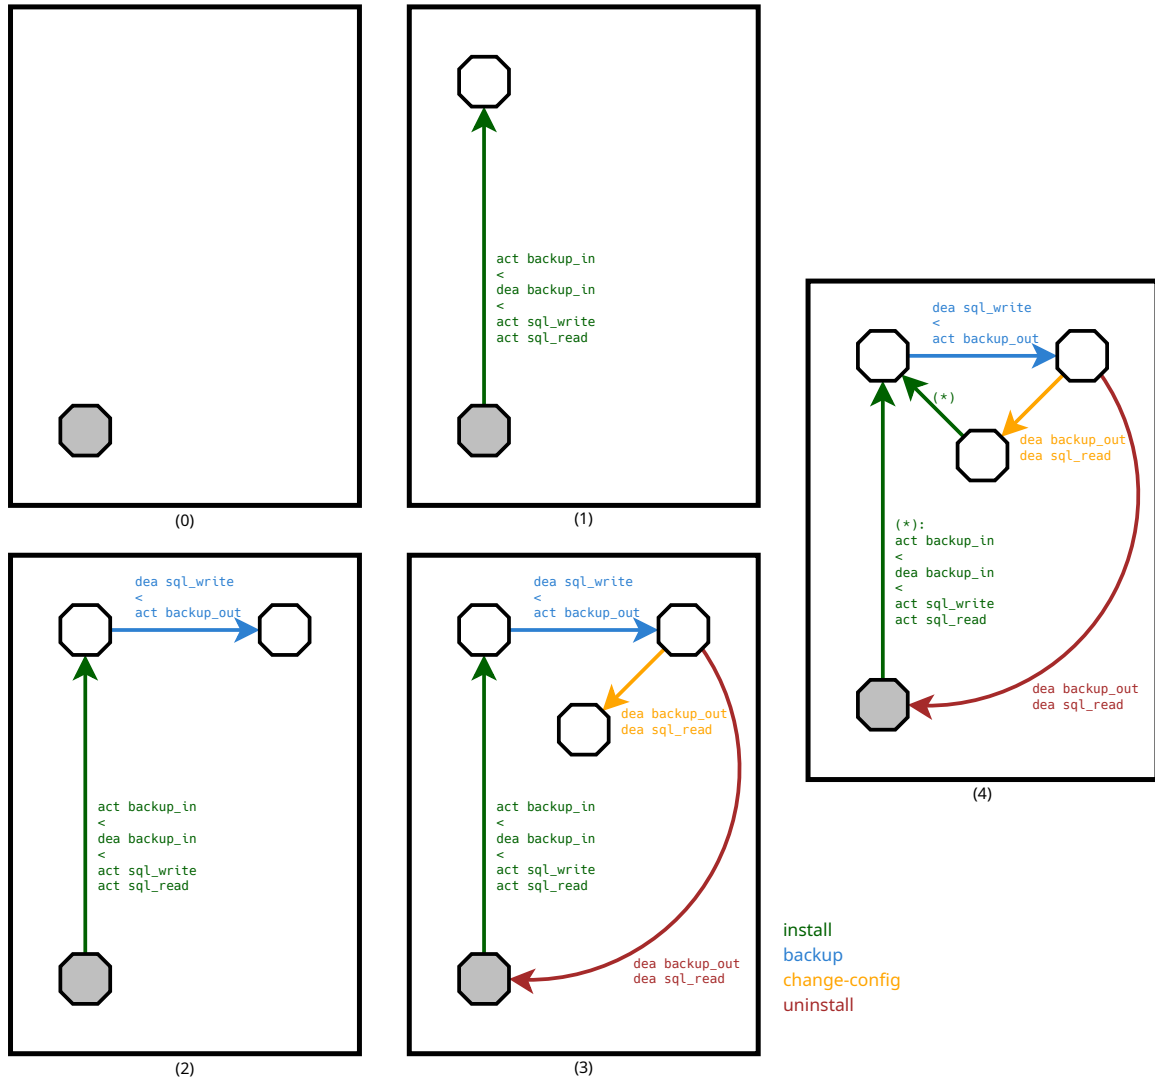 (0)
act backup_in
<
dea backup_in
<
act sql_write
act sql_read
(1)
dea sql_write
<
act backup_out
act backup_in
<
dea backup_in
<
act sql_write
act sql_read
(2)
dea sql_write
<
act backup_out
dea backup_out
dea sql_read
act backup_in
<
dea backup_in
<
act sql_write
act sql_read
dea backup_out
dea sql_read
(3)
dea sql_write
<
act backup_out
(*)
dea backup_out
dea sql_read
(*):
act backup_in
<
dea backup_in
<
act sql_write
act sql_read
dea backup_out
dea sql_read
(4)
install
backup
change-config
uninstall